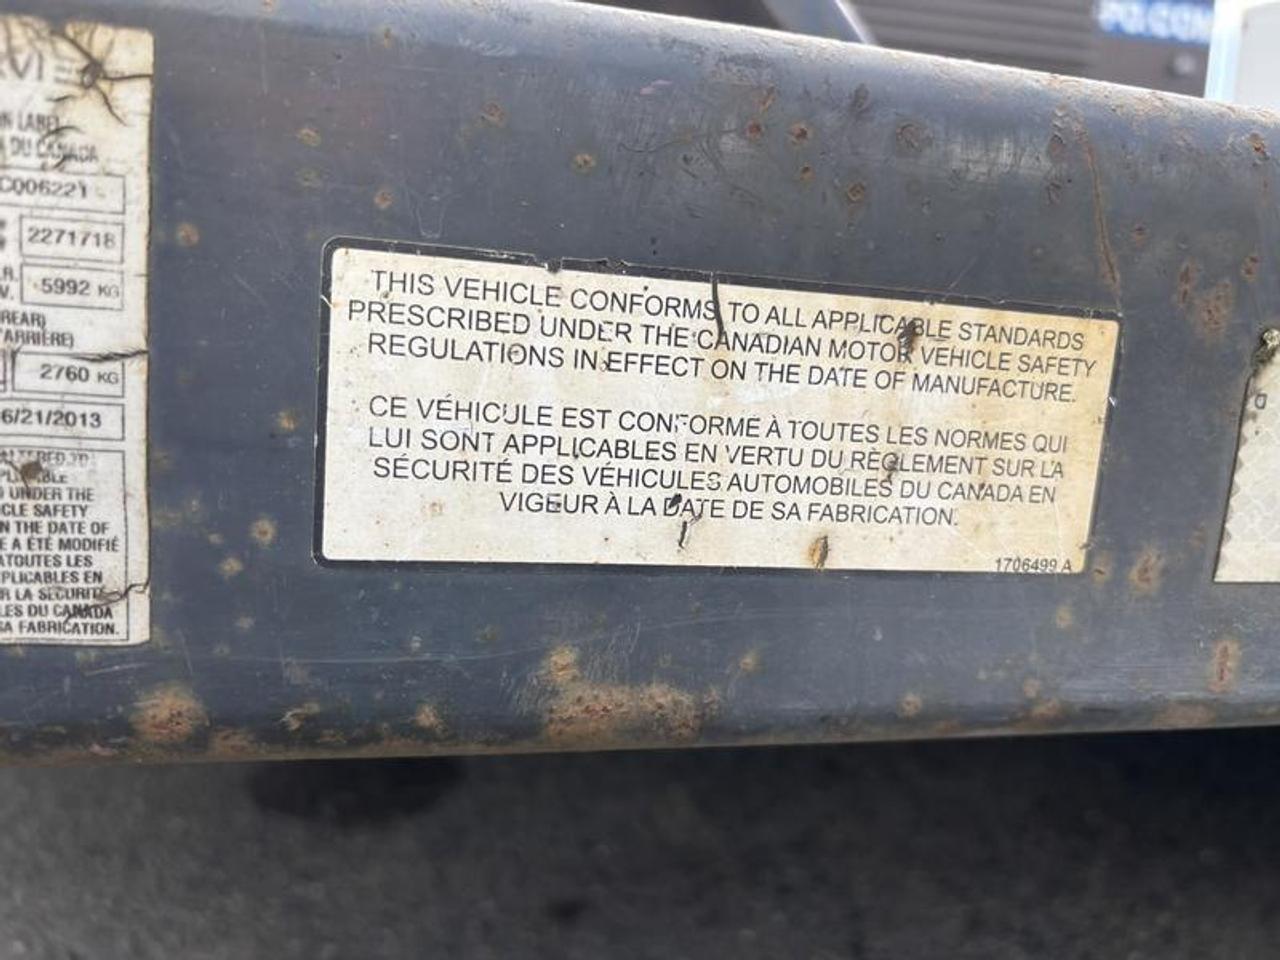 N LABEL
DU CANADA
C006221
2271718
5992 KG
REAR)
ARRIÈRE)
2760 KG
6/21/2013
UNDER THE
CLE SAFETY
N THE DATE OF
E A ÉTÉ MODIFIÉ
ATOUTES LES
PLICABLES EN
R LA SÉCURITÉ
LES DU CANADA
SA FABRICATION.
THIS VEHICLE CONFORMS TO ALL APPLICABLE STANDARDS
PRESCRIBED UNDER THE CANADIAN MOTOR VEHICLE SAFETY
REGULATIONS IN EFFECT ON THE DATE OF MANUFACTURE.
CE VÉHICULE EST CONFORME À TOUTES LES NORMES QUI
LUI SONT APPLICABLES EN VERTU DU RÈGLEMENT SUR LA
SÉCURITÉ DES VÉHICULES AUTOMOBILES DU CANADA EN
VIGEUR À LA DATE DE SA FABRICATION.
1706499 A